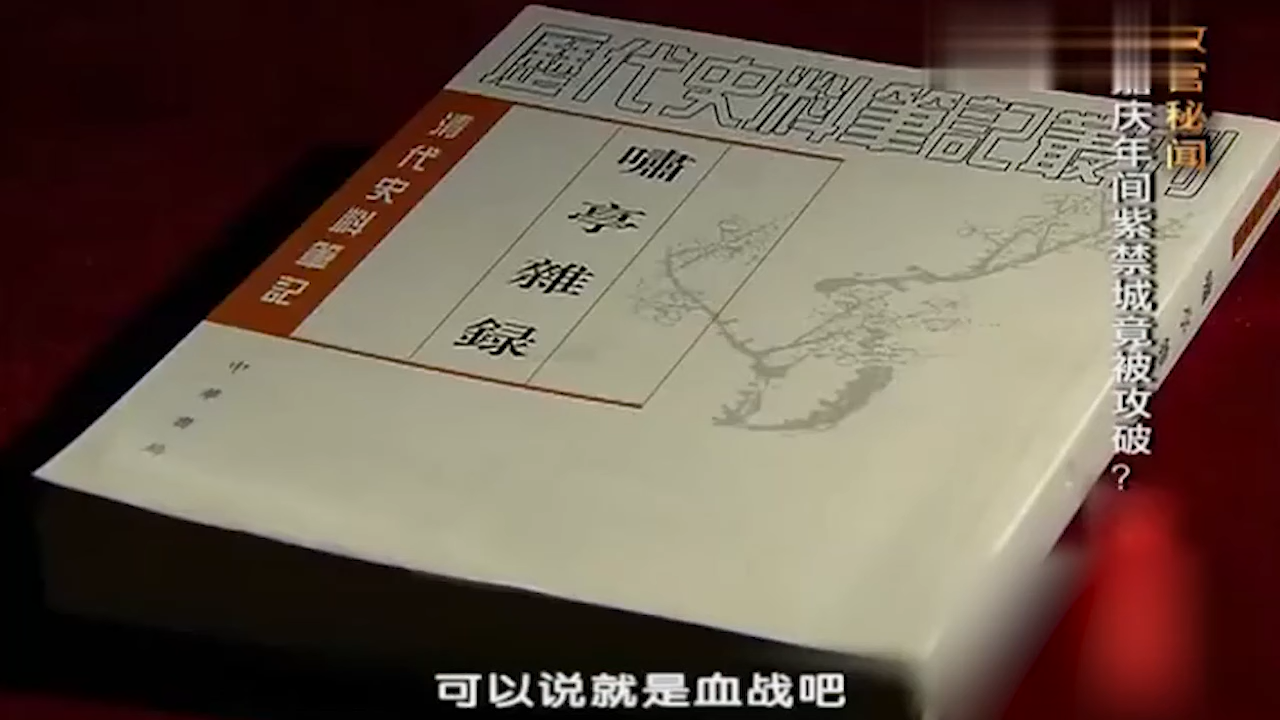 歷代史料筆記叢刊
清代史料筆記
嘯亭雜録
中華書局
宫秘闻
嘉庆年间紫禁城竟被攻破?
可以说就是血战吧